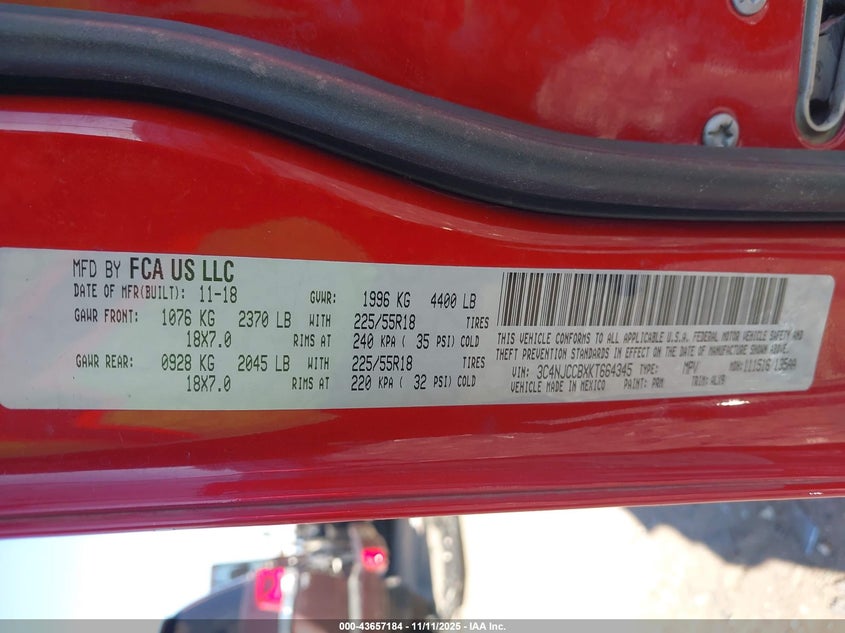 MFD BY FCA US LLC
DATE OF MFR(BUILT): 11-18 GVWR: 1996 KG 4400 LB
GAWR FRONT: 1076 KG 2370 LB WITH 225/55R18 TIRES
18X7.0 RIMS AT 240 KPA ( 35 PSI) COLD
GAWR REAR: 0928 KG 2045 LB WITH 225/55R18 TIRES
18X7.0 RIMS AT 220 KPA ( 32 PSI) COLD
THIS VEHICLE CONFORMS TO ALL APPLICABLE U.S.A. FEDERAL MOTOR VEHICLE SAFETY AND
THEFT PREVENTION STANDARDS IN EFFECT ON THE DATE OF MANUFACTURE SHOWN ABOVE.
VIN: 3C4NJCCBXKT664345 TYPE: MPV MDH: 111516 135AA
VEHICLE MADE IN MEXICO PAINT: PRM TRIM: ALX9
000-43657184 - 11/11/2025 - IAA Inc.